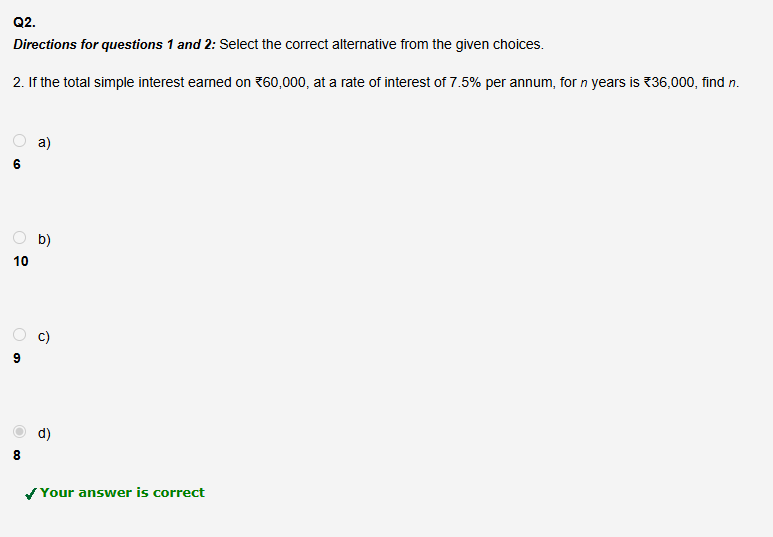 Q2.
Directions for questions 1 and 2: Select the correct alternative from the given choices.
2. If the total simple interest earned on ₹60,000, at a rate of interest of 7.5% per annum, for n years is ₹36,000, find n.
a)
6
b)
10
c)
9
d)
8
✓Your answer is correct